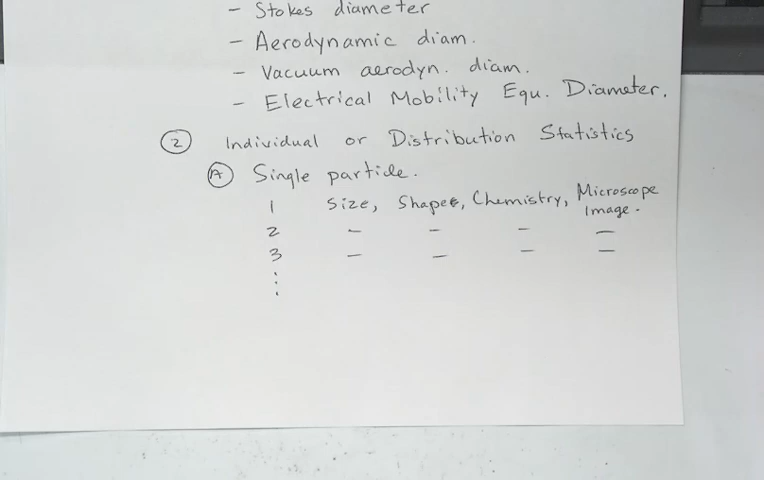 - Stokes diameter
- Aerodynamic diam.
- Vacuum aerodyn. diam.
- Electrical Mobility Equ. Diameter.
2 Individual or Distribution Statistics
A Single particle.
1 Size, Shape, Chemistry, Microscope Image.
2 - - - -
3 - - - -
⋮